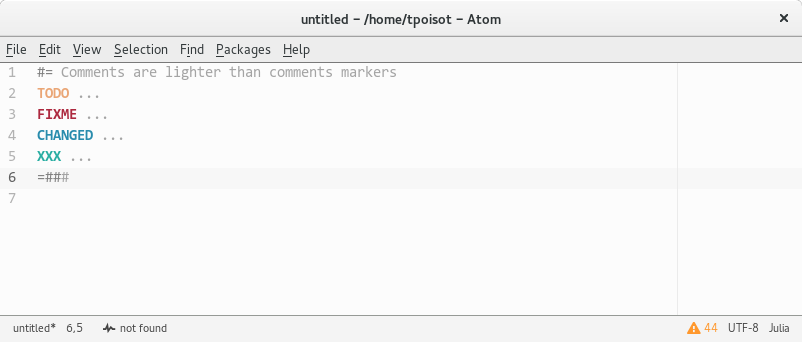 untitled – /home/tpoisot – Atom ×
File Edit View Selection Find Packages Help
1 #= Comments are lighter than comments markers
2 TODO ...
3 FIXME ...
4 CHANGED ...
5 XXX ...
6 =###
7
untitled* 6,5 not found 44 UTF-8 Julia